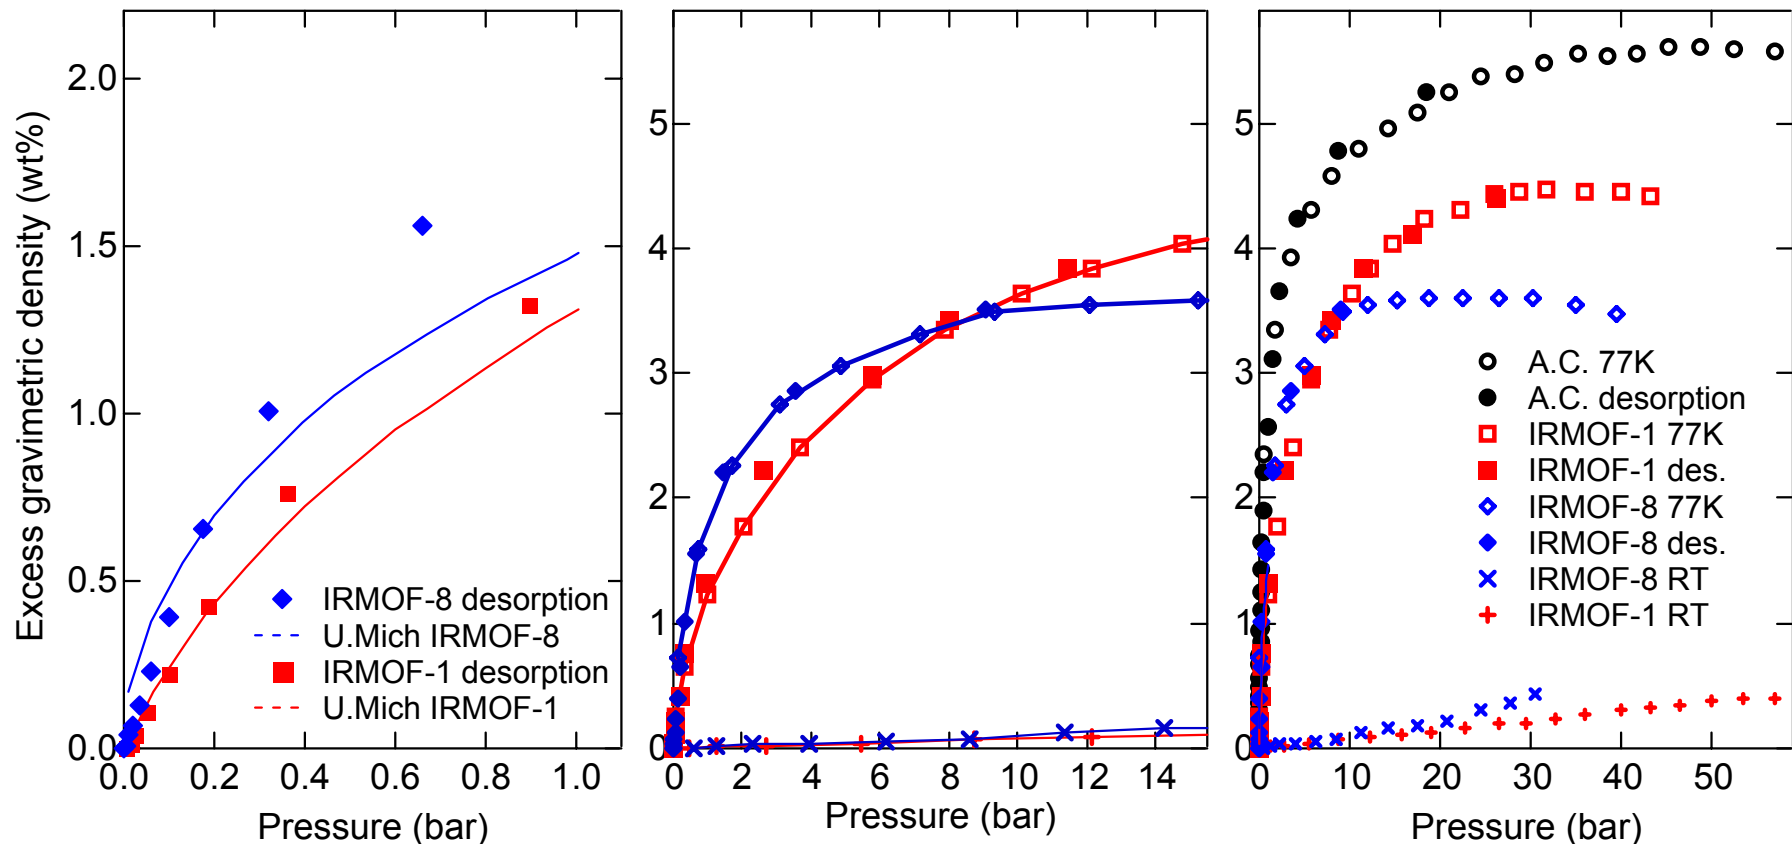 Excess gravimetric density (wt%)
2.0
1.5
1.0
0.5
0.0
0.0 0.2 0.4 0.6 0.8 1.0
Pressure (bar)
IRMOF-8 desorption
U.Mich IRMOF-8
IRMOF-1 desorption
U.Mich IRMOF-1
5
4
3
2
1
0
0 2 4 6 8 10 12 14
Pressure (bar)
5
4
3
2
1
0
0 10 20 30 40 50
Pressure (bar)
A.C. 77K
A.C. desorption
IRMOF-1 77K
IRMOF-1 des.
IRMOF-8 77K
IRMOF-8 des.
IRMOF-8 RT
IRMOF-1 RT